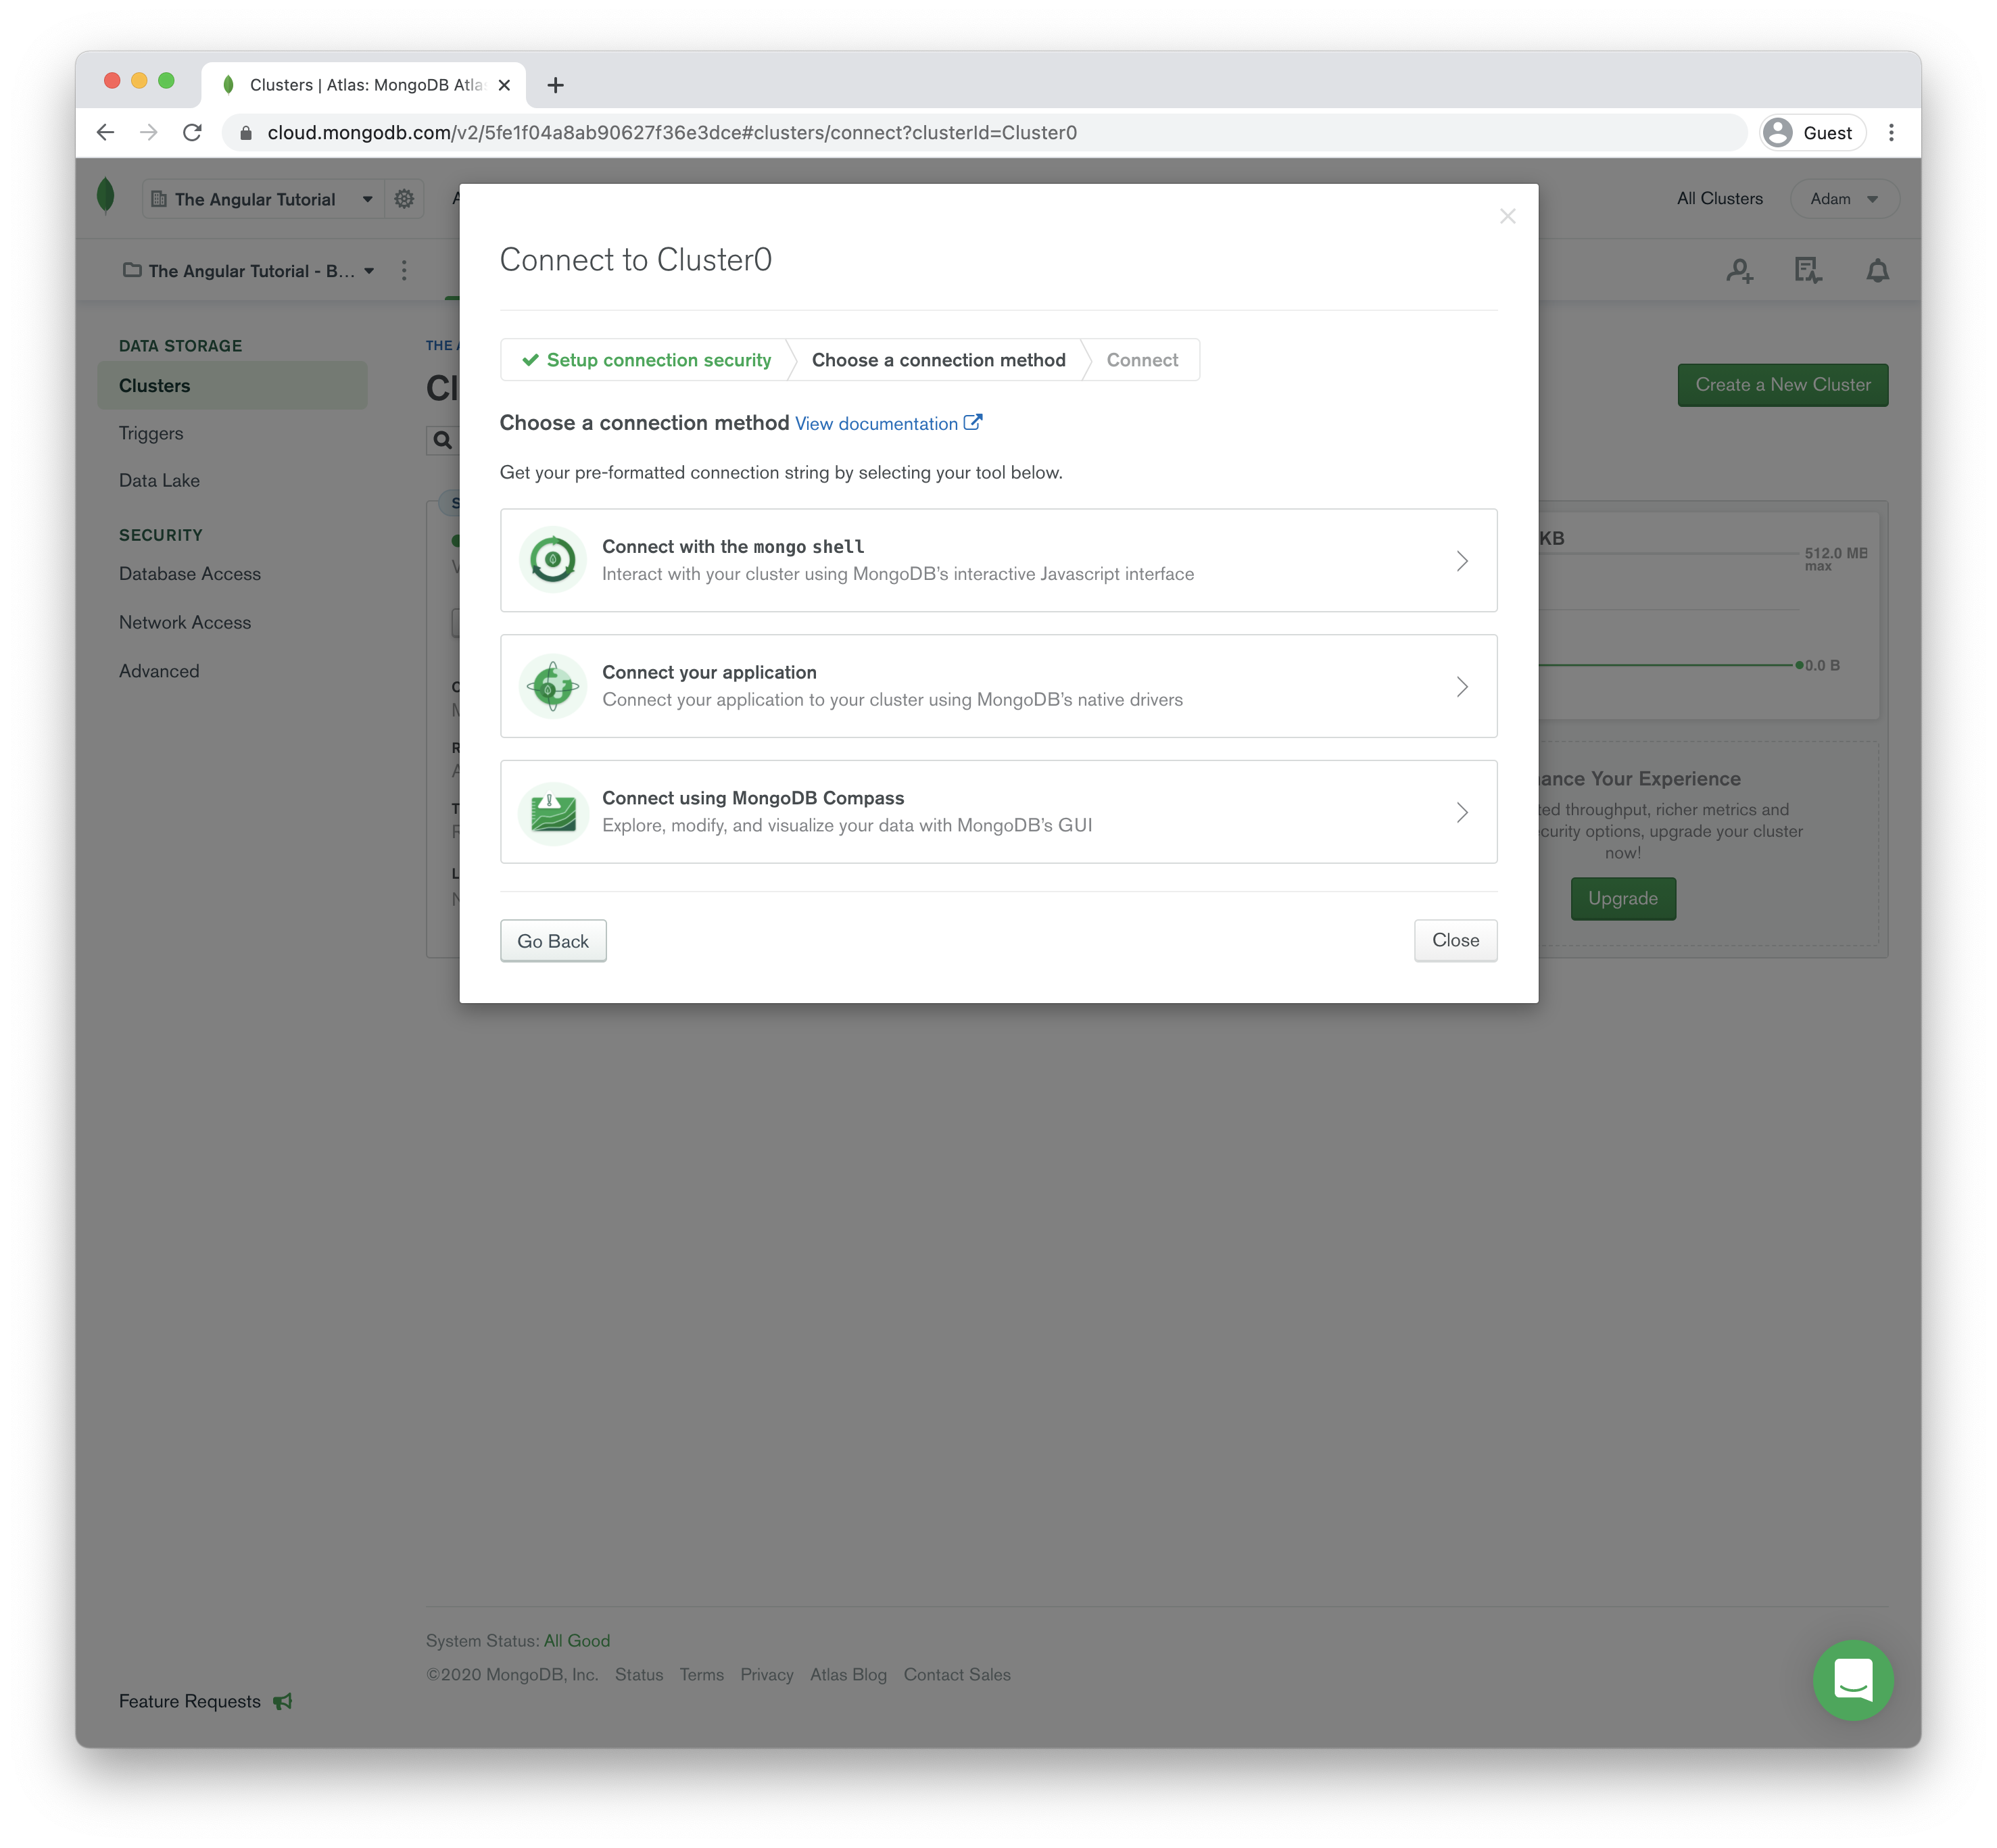 Clusters | Atlas: MongoDB Atla
cloud.mongodb.com/v2/5fe1f04a8ab90627f36e3dce#clusters/connect?clusterId=Cluster0
Guest
The Angular Tutorial
All Clusters
Adam
The Angular Tutorial - B...
DATA STORAGE
Clusters
Triggers
Data Lake
SECURITY
Database Access
Network Access
Advanced
Feature Requests
THE
Cl
Create a New Cluster
Connect to Cluster0
Setup connection security
Choose a connection method
Connect
Choose a connection method View documentation
Get your pre-formatted connection string by selecting your tool below.
Connect with the mongo shell
Interact with your cluster using MongoDB's interactive Javascript interface
Connect your application
Connect your application to your cluster using MongoDB's native drivers
Connect using MongoDB Compass
Explore, modify, and visualize your data with MongoDB's GUI
Go Back
Close
KB
512.0 MB
max
0.0 B
ance Your Experience
ted throughput, richer metrics and
curity options, upgrade your cluster
now!
Upgrade
System Status: All Good
©2020 MongoDB, Inc. Status Terms Privacy Atlas Blog Contact Sales